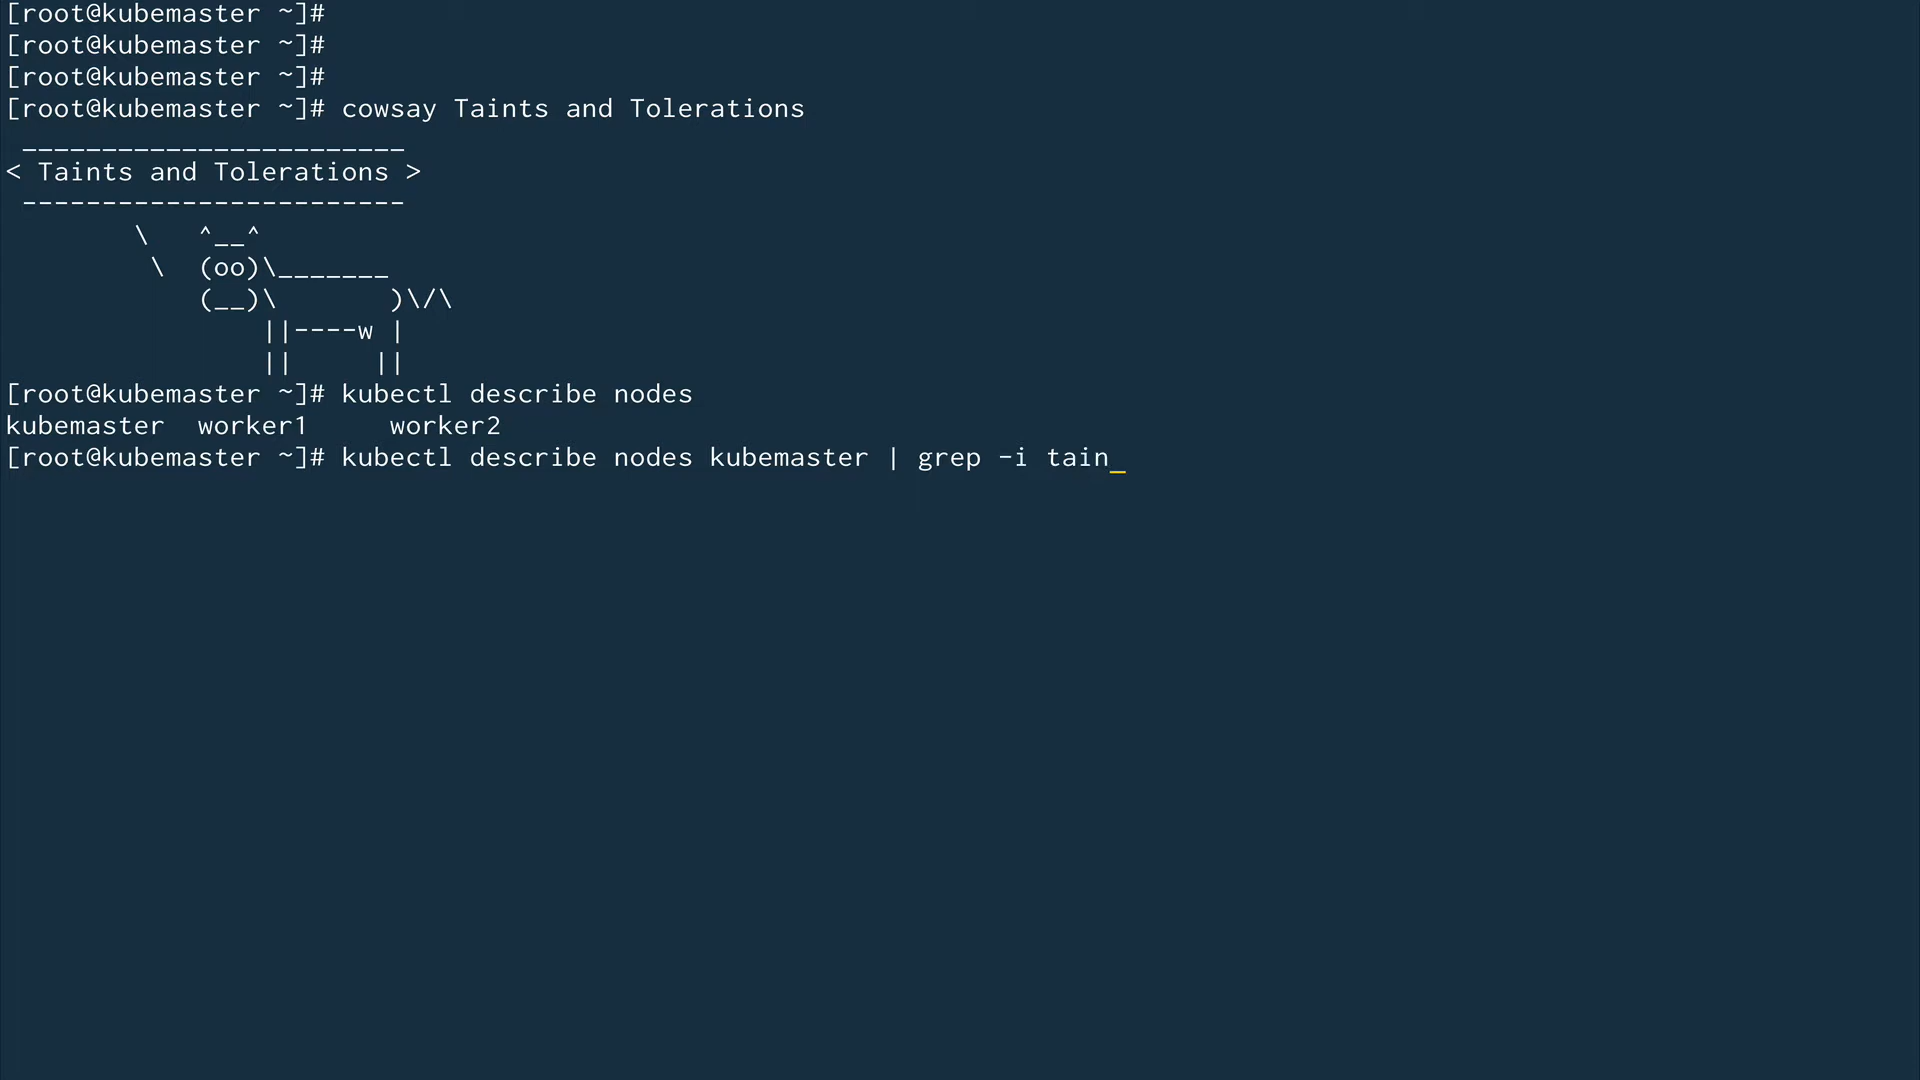 [root@kubemaster ~]#
[root@kubemaster ~]#
[root@kubemaster ~]#
[root@kubemaster ~]# cowsay Taints and Tolerations
 ________________________
< Taints and Tolerations >
 ------------------------
        \   ^__^
         \  (oo)\_______
            (__)\       )\/\
                ||----w |
                ||     ||
[root@kubemaster ~]# kubectl describe nodes
kubemaster  worker1     worker2
[root@kubemaster ~]# kubectl describe nodes kubemaster | grep -i tain_